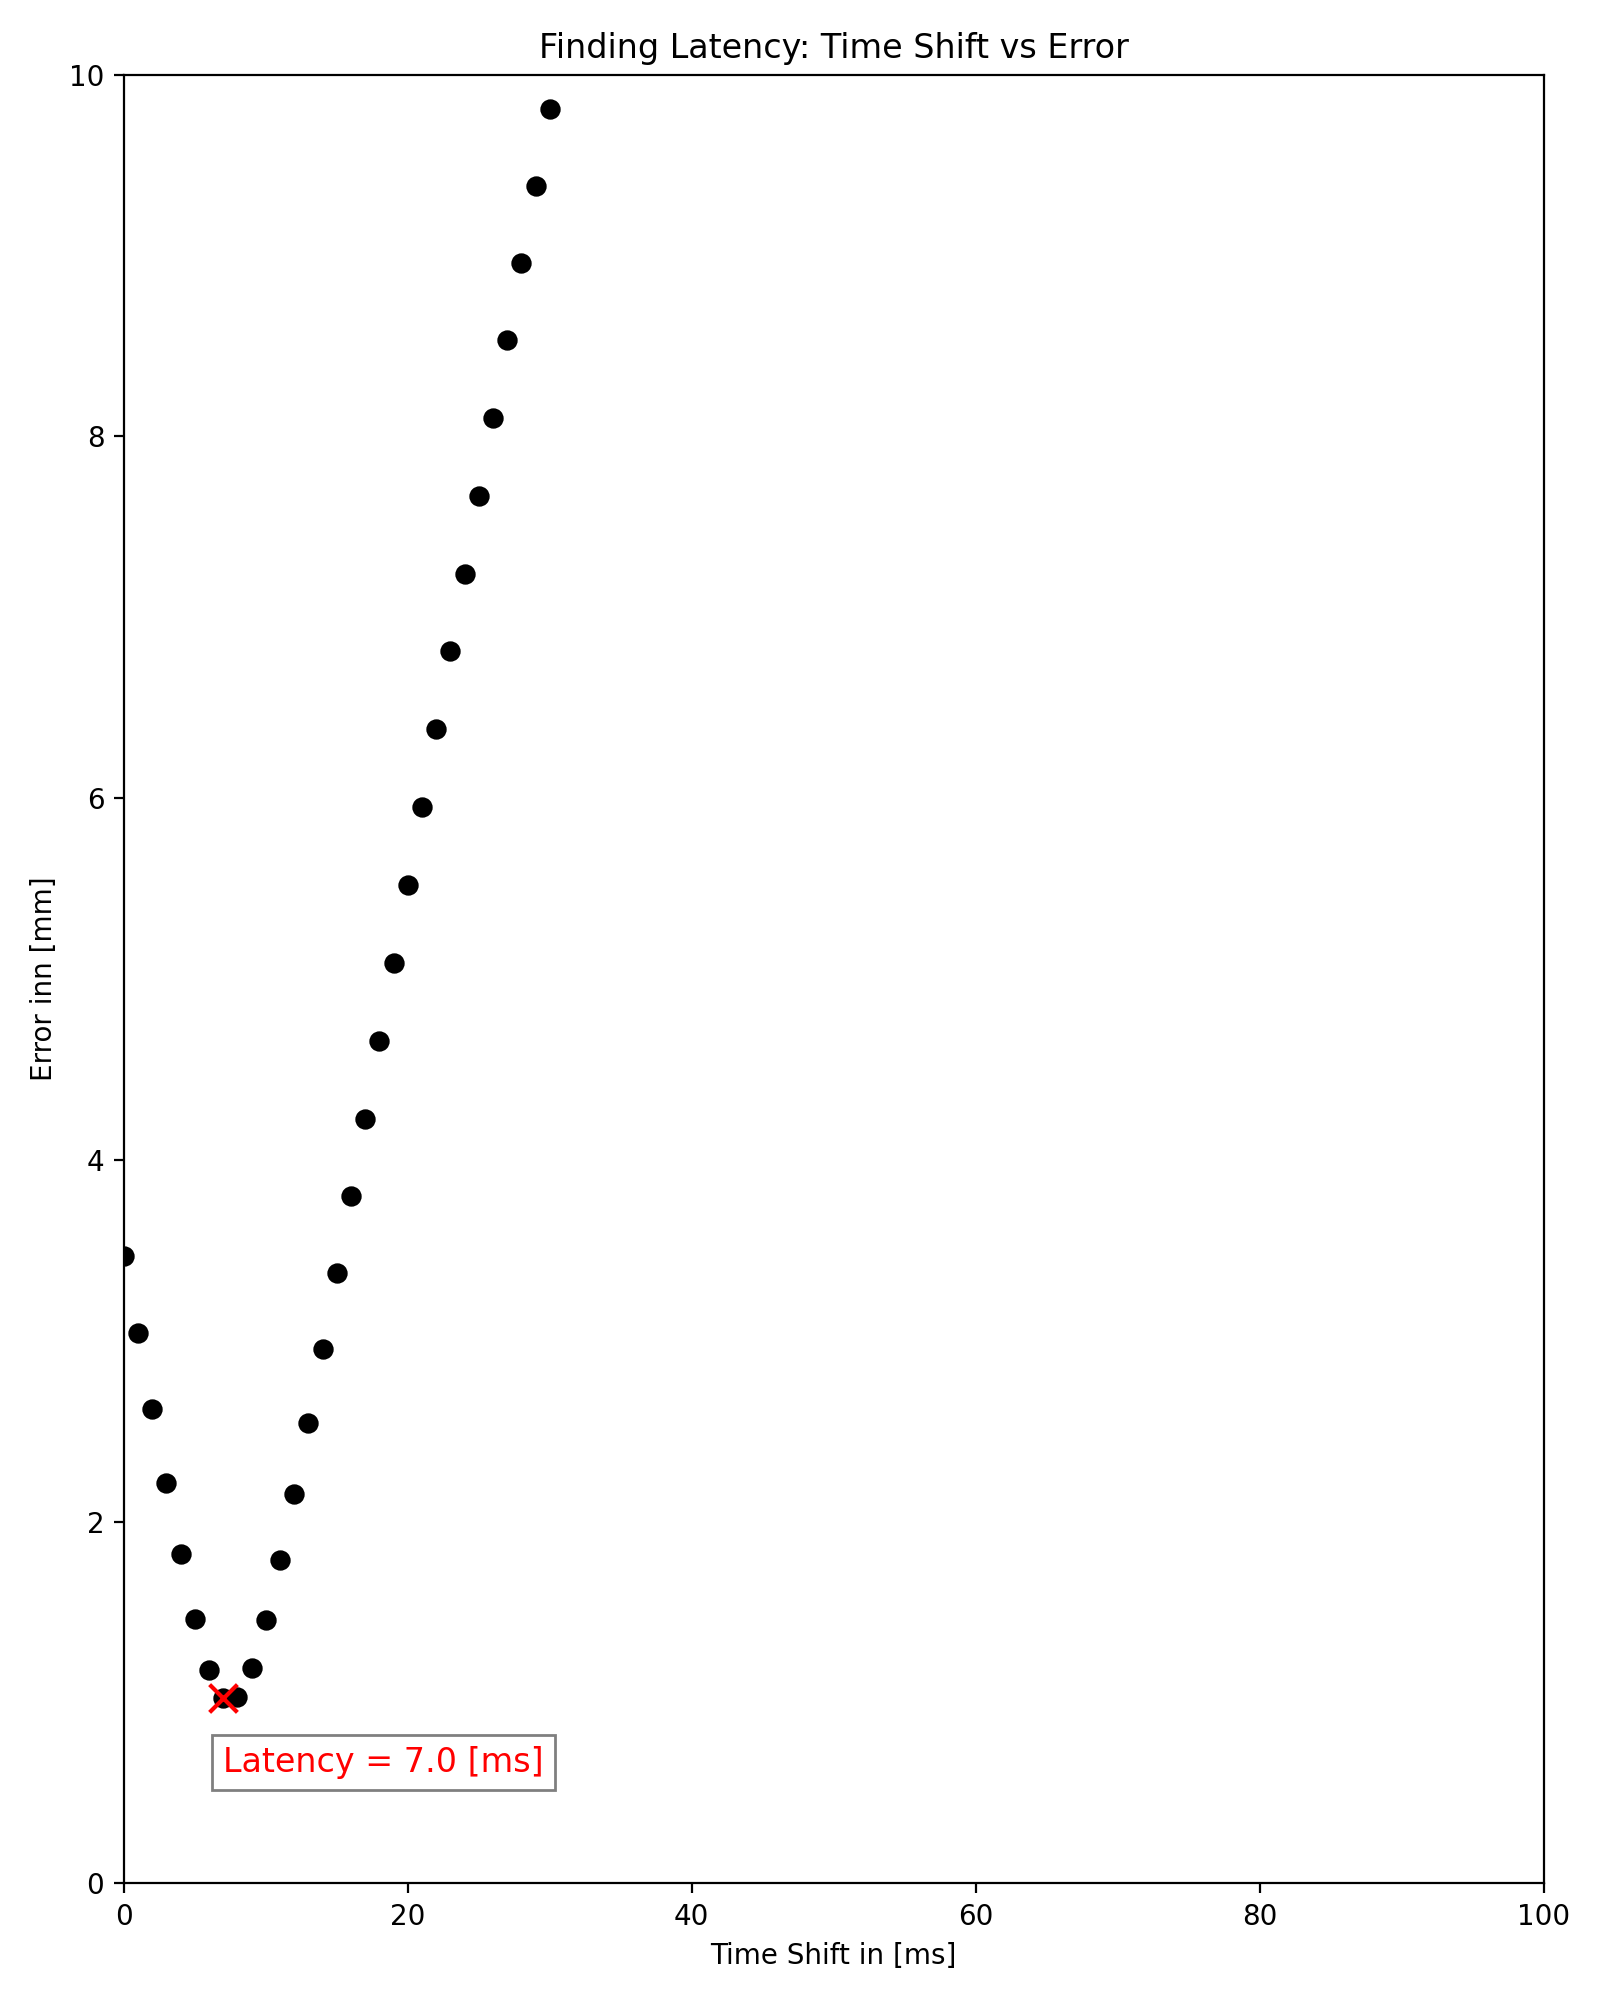 Finding Latency: Time Shift vs Error
10
8
6
4
2
0
Error inn [mm]
Latency = 7.0 [ms]
0 20 40 60 80 100
Time Shift in [ms]